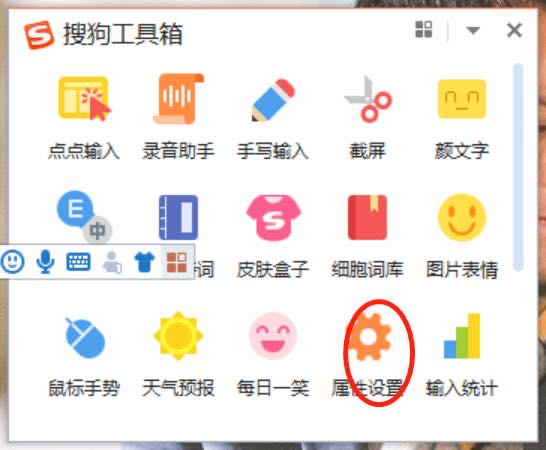 S 搜狗工具箱
点点输入 录音助手 手写输入 截屏 颜文字
E 中
词 皮肤盒子 细胞词库 图片表情
鼠标手势 天气预报 每日一笑 属性设置 输入统计